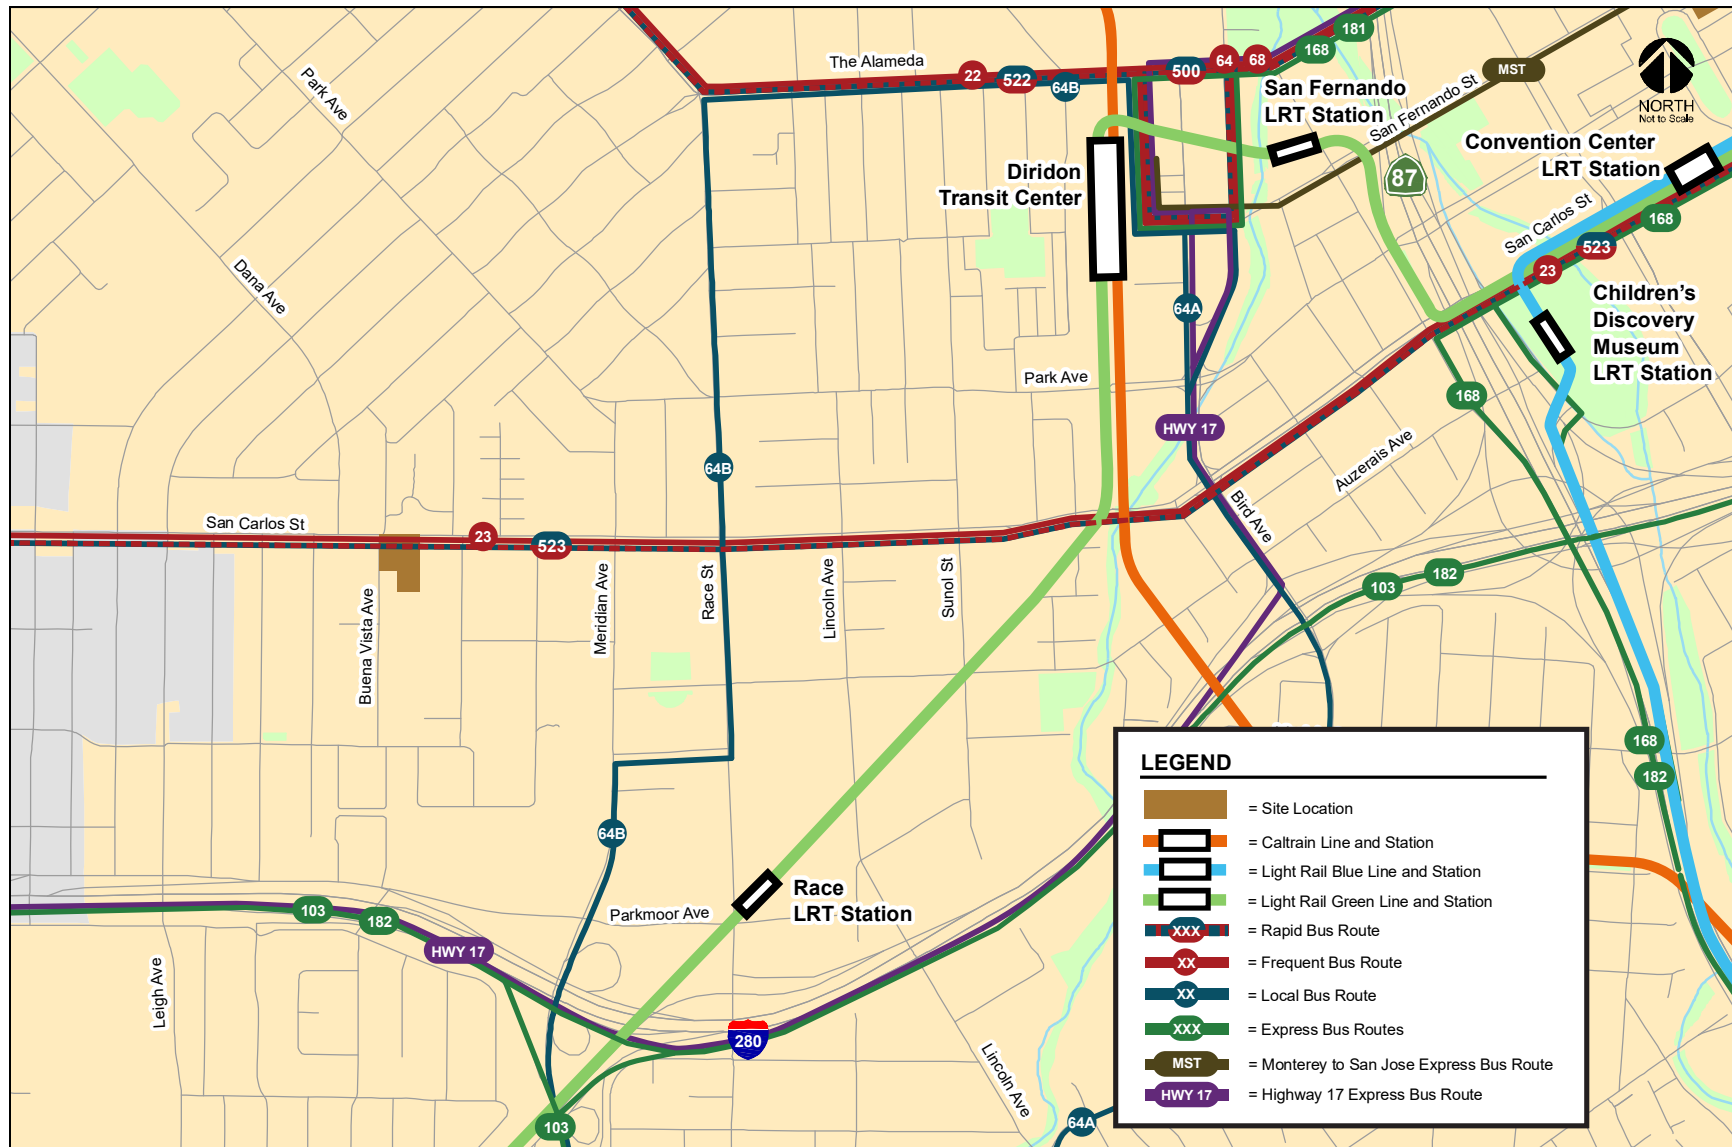 181
168
64
68
500
The Alameda
22
522
64B
MST
NORTH
Not to Scale
San Fernando
LRT Station
San Fernando St
Convention Center
LRT Station
Park Ave
Diridon
Transit Center
87
San Carlos St
168
523
23
Dana Ave
64A
Children's
Discovery
Museum
LRT Station
Park Ave
168
HWY 17
Auzerais Ave
64B
Bird Ave
San Carlos St
23
523
103
182
Buena Vista Ave
Meridian Ave
Race St
Lincoln Ave
Sunol St
168
182
64B
Race
LRT Station
Parkmoor Ave
103
182
HWY 17
Leigh Ave
280
Lincoln Ave
103
64A
LEGEND
= Site Location
= Caltrain Line and Station
= Light Rail Blue Line and Station
= Light Rail Green Line and Station
XXX = Rapid Bus Route
XX = Frequent Bus Route
XX = Local Bus Route
XXX = Express Bus Routes
MST = Monterey to San Jose Express Bus Route
HWY 17 = Highway 17 Express Bus Route